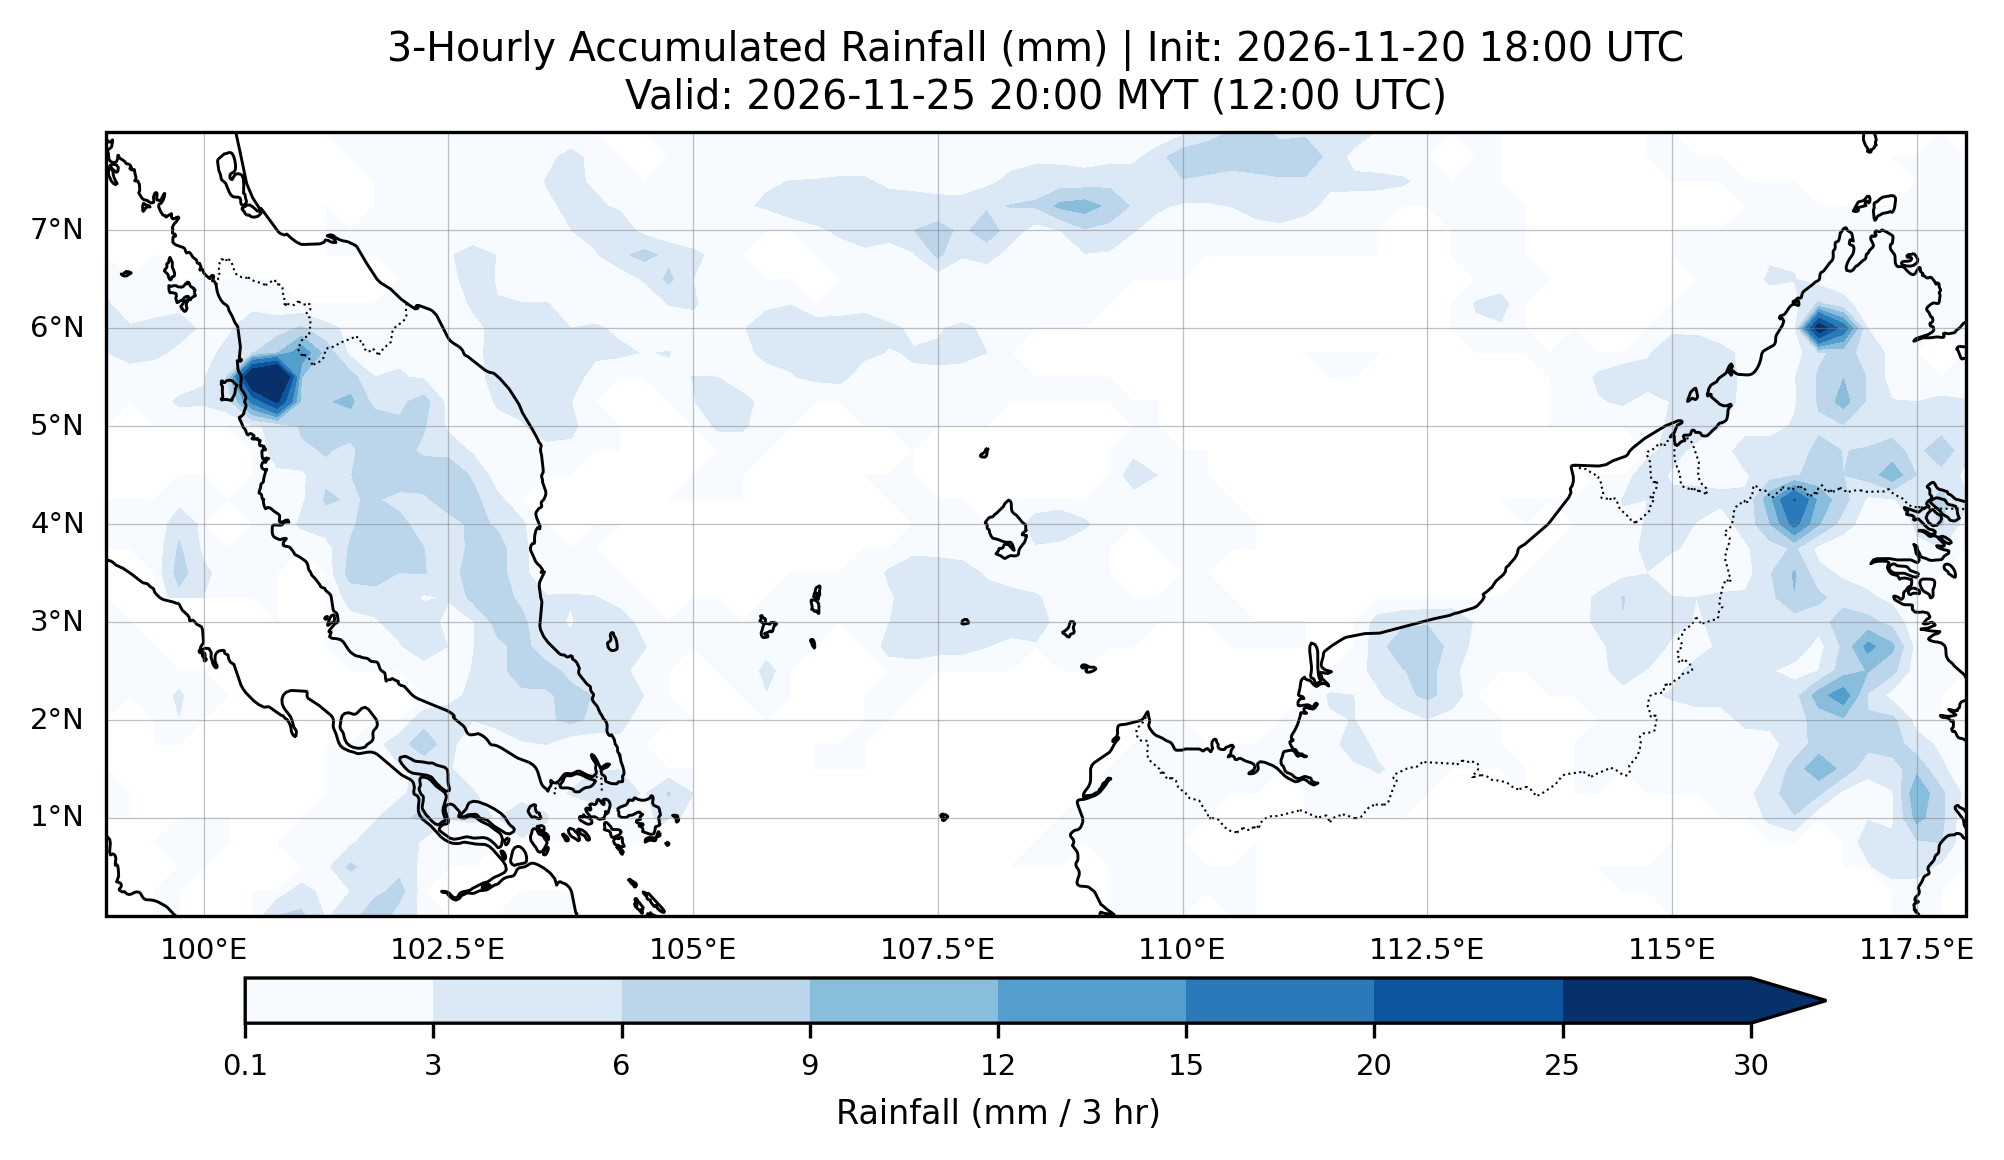 3-Hourly Accumulated Rainfall (mm) | Init: 2026-11-20 18:00 UTC
Valid: 2026-11-25 20:00 MYT (12:00 UTC)
7°N
6°N
5°N
4°N
3°N
2°N
1°N
100°E 102.5°E 105°E 107.5°E 110°E 112.5°E 115°E 117.5°E
0.1 3 6 9 12 15 20 25 30
Rainfall (mm / 3 hr)